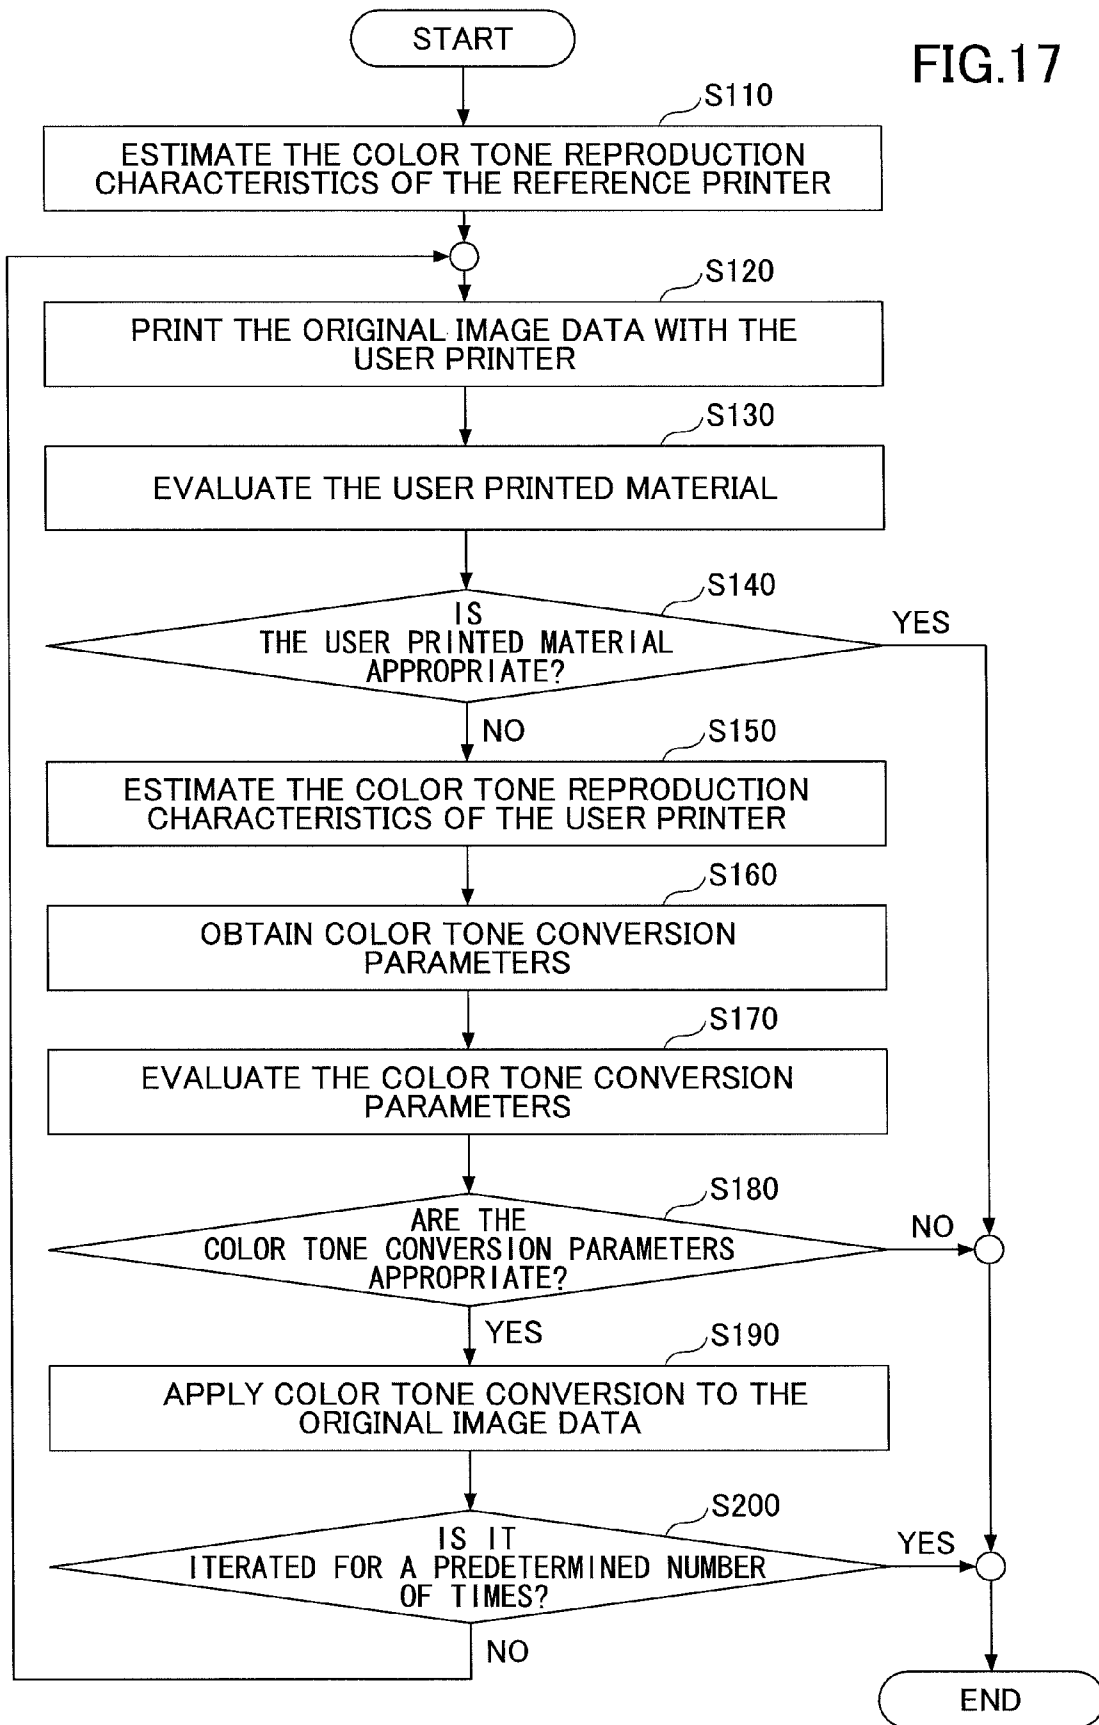 START
FIG.17
S110
ESTIMATE THE COLOR TONE REPRODUCTION
CHARACTERISTICS OF THE REFERENCE PRINTER
S120
PRINT THE ORIGINAL IMAGE DATA WITH THE
USER PRINTER
S130
EVALUATE THE USER PRINTED MATERIAL
S140
IS
THE USER PRINTED MATERIAL
APPROPRIATE?
YES
NO
S150
ESTIMATE THE COLOR TONE REPRODUCTION
CHARACTERISTICS OF THE USER PRINTER
S160
OBTAIN COLOR TONE CONVERSION
PARAMETERS
S170
EVALUATE THE COLOR TONE CONVERSION
PARAMETERS
S180
ARE THE
COLOR TONE CONVERSION PARAMETERS
APPROPRIATE?
NO
YES
S190
APPLY COLOR TONE CONVERSION TO THE
ORIGINAL IMAGE DATA
S200
IS IT
ITERATED FOR A PREDETERMINED NUMBER
OF TIMES?
YES
NO
END